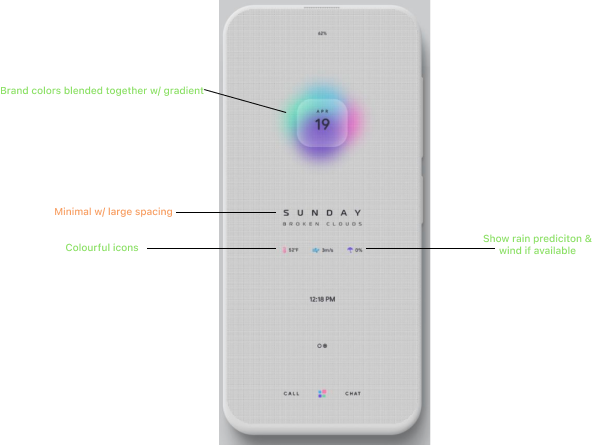 62%
Brand colors blended together w/ gradient
APR
19
Minimal w/ large spacing
SUNDAY
BROKEN CLOUDS
Colourful icons
52°F 3m/s 0%
Show rain prediciton &
wind if available
12:18 PM
CALL CHAT